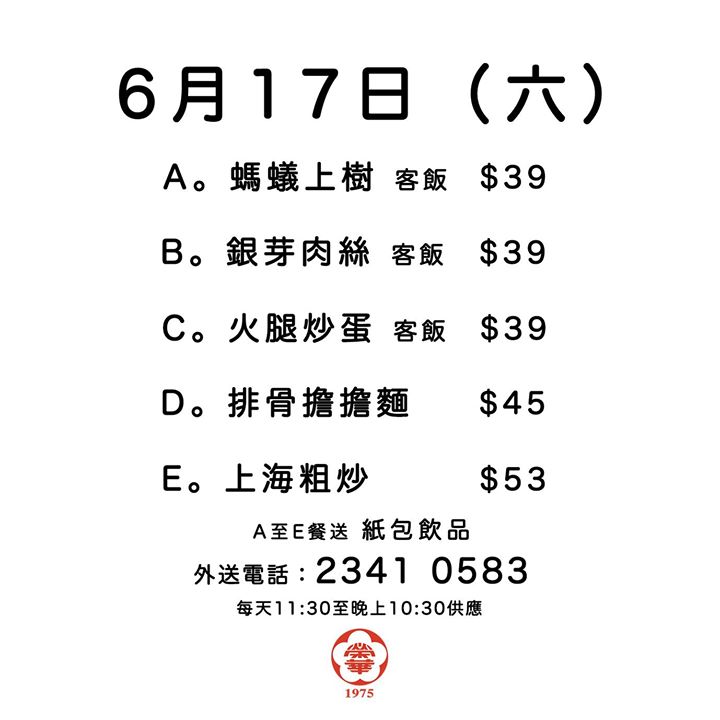 6月17日（六）
A。螞蟻上樹 客飯 $39
B。銀芽肉絲 客飯 $39
C。火腿炒蛋 客飯 $39
D。排骨擔擔麵 $45
E。上海粗炒 $53
A至E餐送 紙包飲品
外送電話：2341 0583
每天11:30至晚上10:30供應
榮華
1975